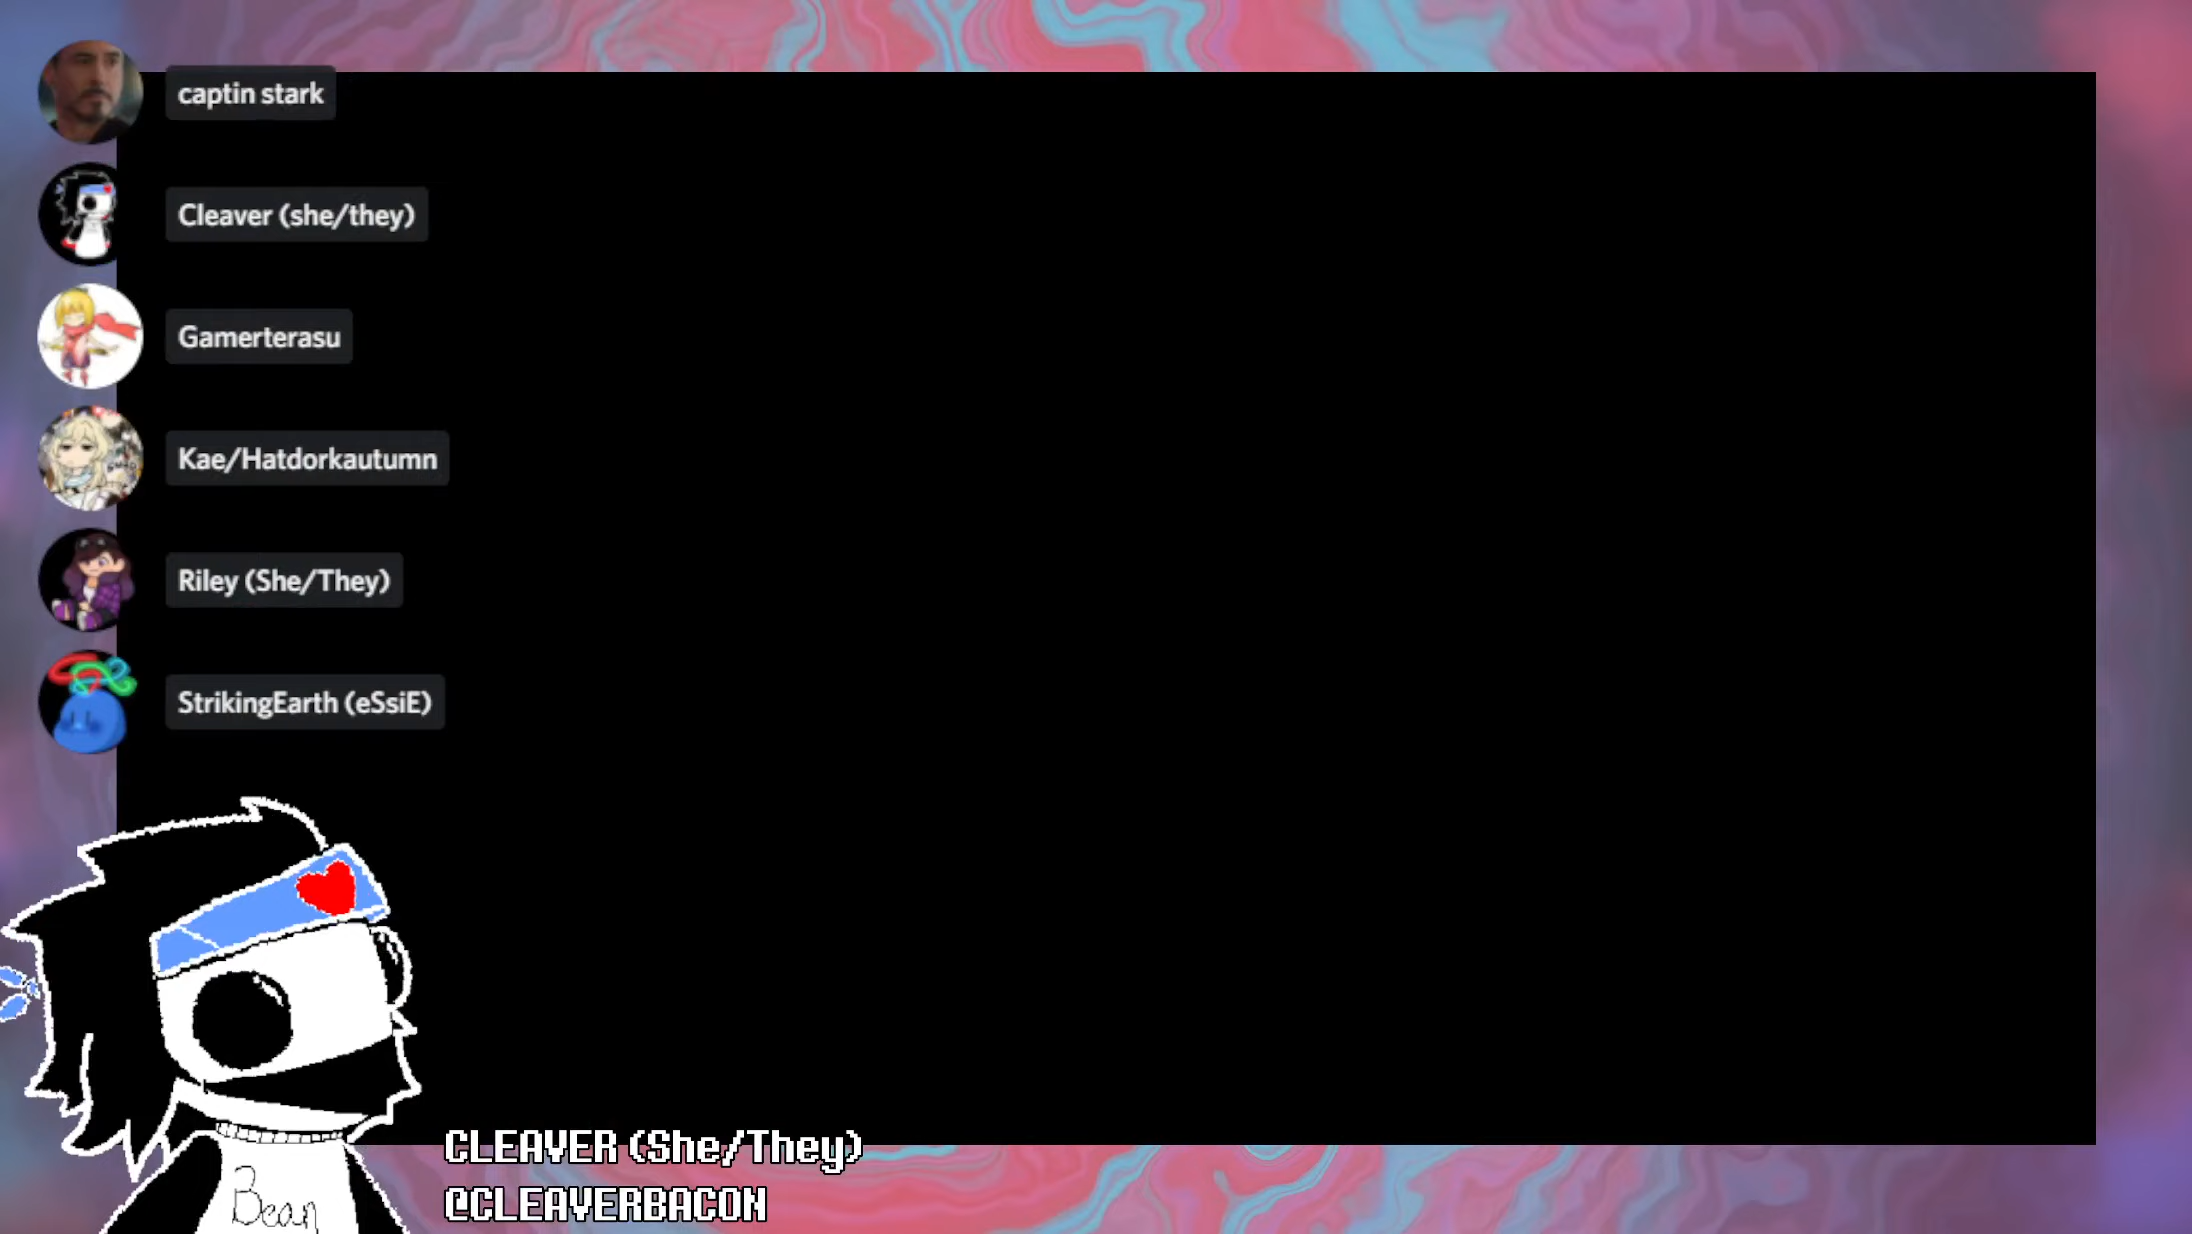 captin stark
Cleaver (she/they)
Gamerterasu
Kae/Hatdorkautumn
Riley (She/They)
StrikingEarth (eSsiE)
Bean
CLEAVER (She/They)
@CLEAVERBACON